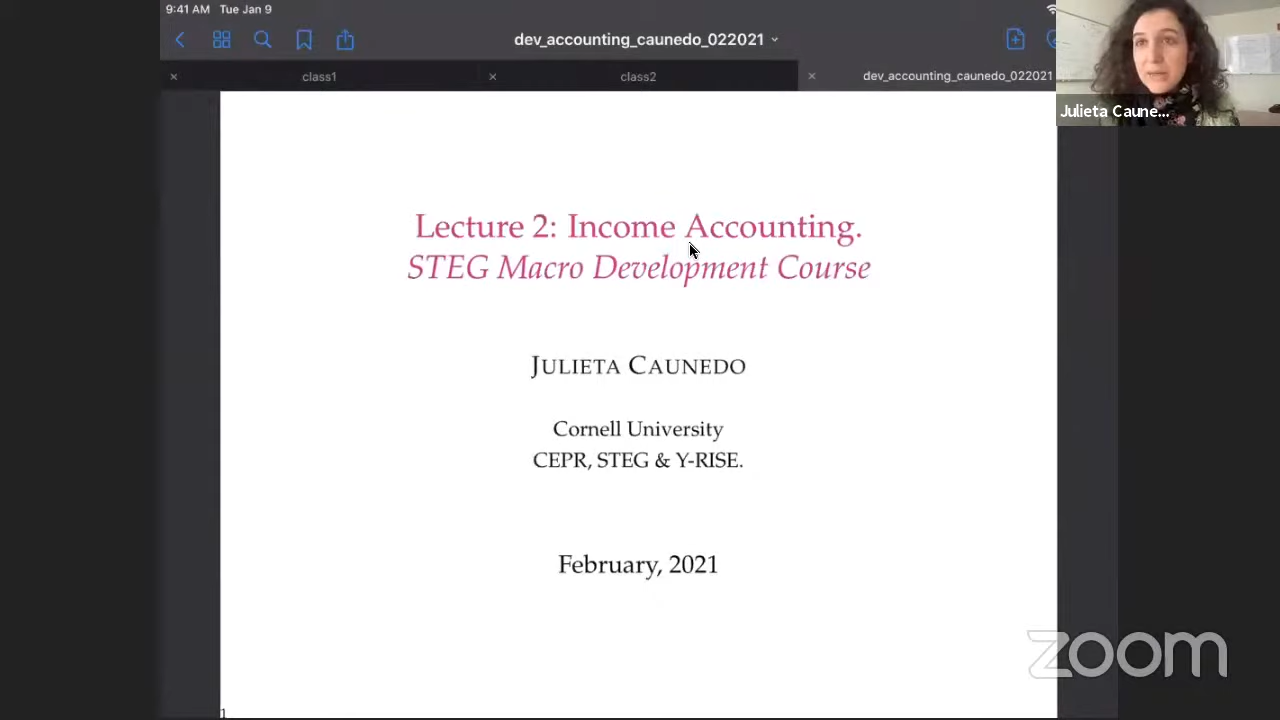 9:41 AM Tue Jan 9
dev_accounting_caunedo_022021
class1
class2
dev_accounting_caunedo_022021
Julieta Caune...
Lecture 2: Income Accounting.
STEG Macro Development Course
JULIETA CAUNEDO
Cornell University
CEPR, STEG & Y-RISE.
February, 2021
zoom
1